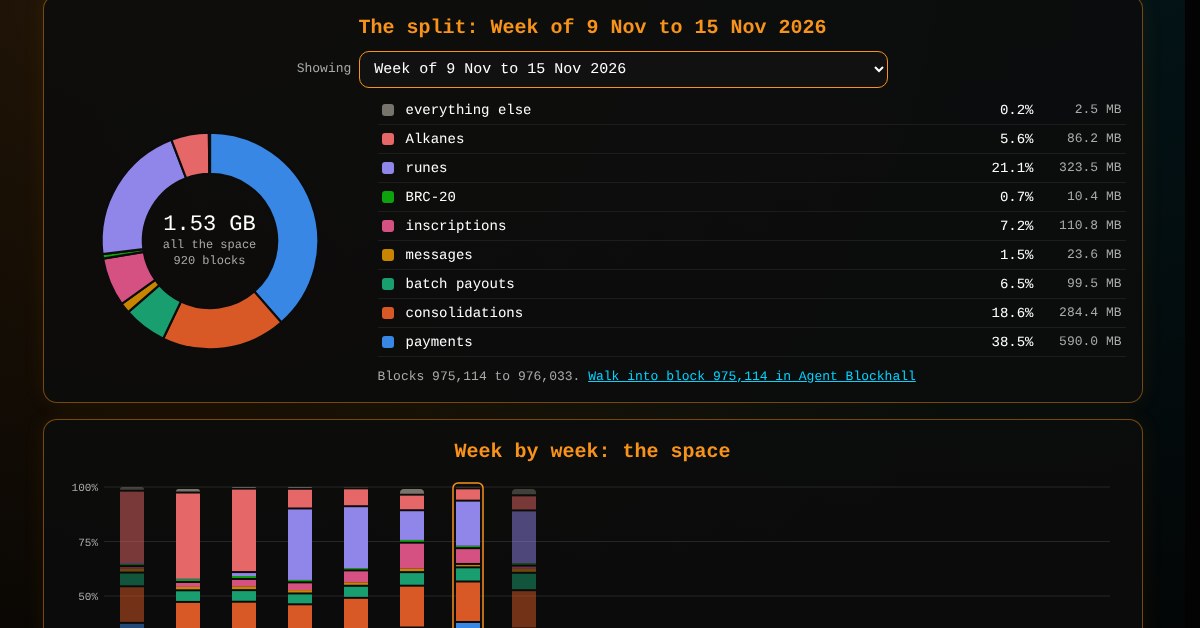 The split: Week of 9 Nov to 15 Nov 2026
Showing Week of 9 Nov to 15 Nov 2026
1.53 GB
all the space
920 blocks
everything else 0.2% 2.5 MB
Alkanes 5.6% 86.2 MB
runes 21.1% 323.5 MB
BRC-20 0.7% 10.4 MB
inscriptions 7.2% 110.8 MB
messages 1.5% 23.6 MB
batch payouts 6.5% 99.5 MB
consolidations 18.6% 284.4 MB
payments 38.5% 590.0 MB
Blocks 975,114 to 976,033. Walk into block 975,114 in Agent Blockhall
Week by week: the space
100%
75%
50%